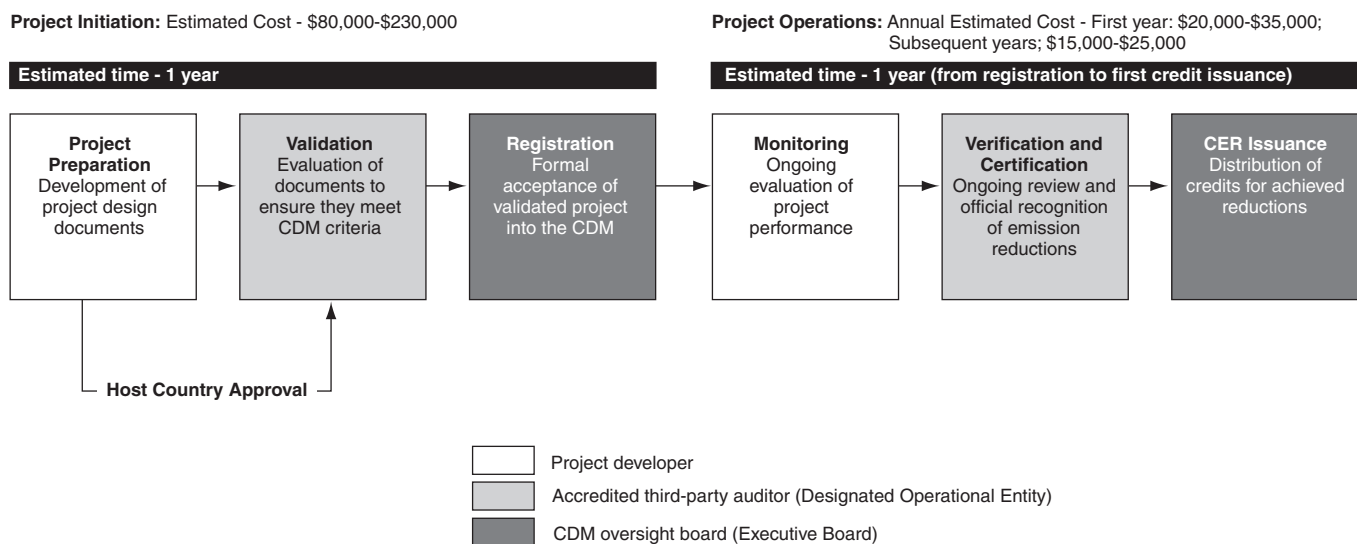 Project Initiation: Estimated Cost - $80,000-$230,000
Project Operations: Annual Estimated Cost - First year: $20,000-$35,000;
Subsequent years; $15,000-$25,000
Estimated time - 1 year
Estimated time - 1 year (from registration to first credit issuance)
Project
Preparation
Development of
project design
documents
Validation
Evaluation of
documents to
ensure they meet
CDM criteria
Registration
Formal
acceptance of
validated project
into the CDM
Monitoring
Ongoing
evaluation of
project
performance
Verification and
Certification
Ongoing review and
official recognition
of emission
reductions
CER Issuance
Distribution of
credits for achieved
reductions
Host Country Approval
Project developer
Accredited third-party auditor (Designated Operational Entity)
CDM oversight board (Executive Board)